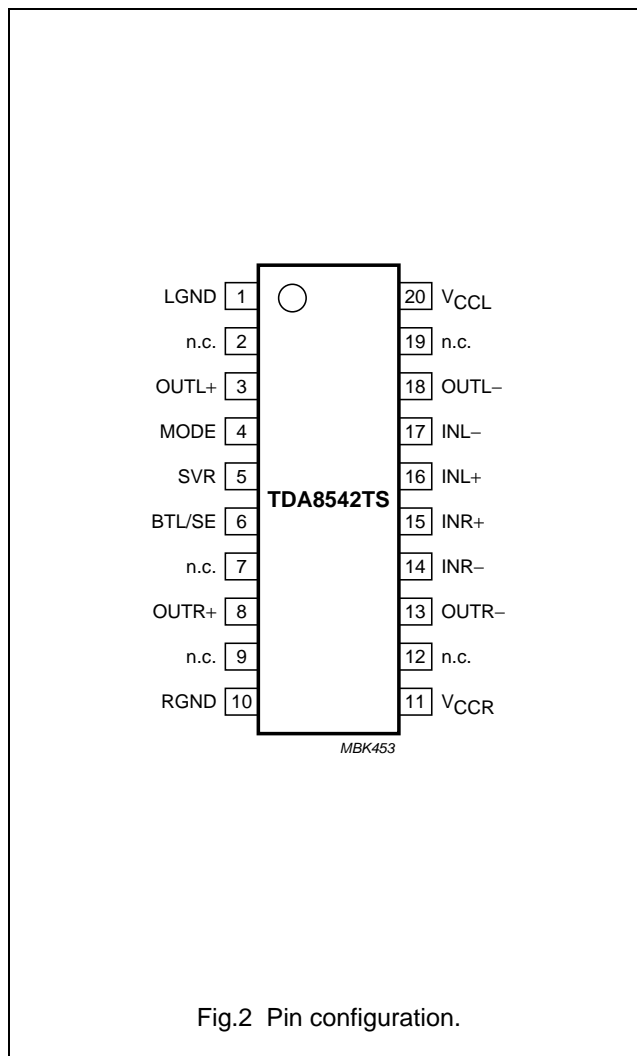 LGND 1 20 VCCL
n.c. 2 19 n.c.
OUTL+ 3 18 OUTL−
MODE 4 17 INL−
SVR 5 16 INL+
TDA8542TS
BTL/SE 6 15 INR+
n.c. 7 14 INR−
OUTR+ 8 13 OUTR−
n.c. 9 12 n.c.
RGND 10 11 VCCR
MBK453
Fig.2 Pin configuration.